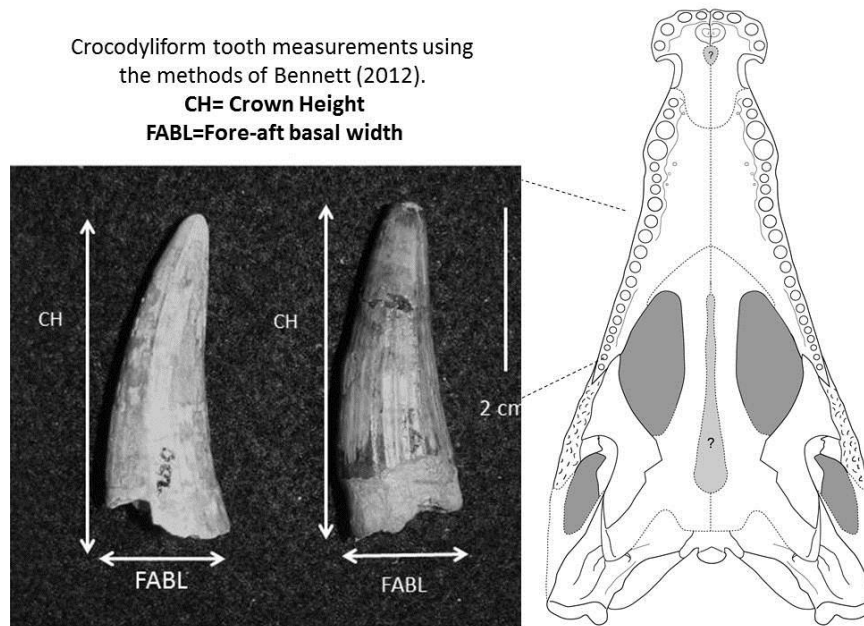 Crocodyliform tooth measurements using
the methods of Bennett (2012).
CH= Crown Height
FABL=Fore-aft basal width
?
CH
CH
2 cm
?
FABL
FABL